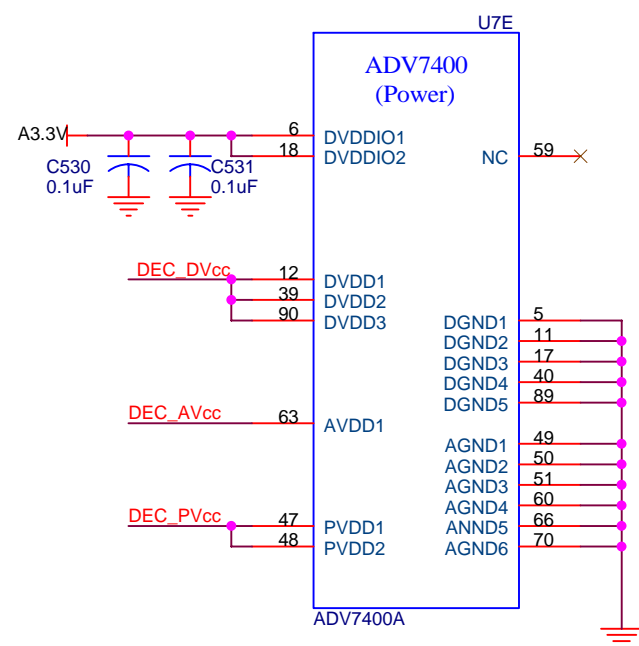 U7E
ADV7400
(Power)
A3.3V
6 DVDDIO1
18 DVDDIO2
NC 59
C530
0.1uF
C531
0.1uF
DEC_DVcc
12 DVDD1
39 DVDD2
90 DVDD3
DGND1 5
DGND2 11
DGND3 17
DGND4 40
DGND5 89
DEC_AVcc
63 AVDD1
AGND1 49
AGND2 50
AGND3 51
AGND4 60
ANND5 66
AGND6 70
DEC_PVcc
47 PVDD1
48 PVDD2
ADV7400A